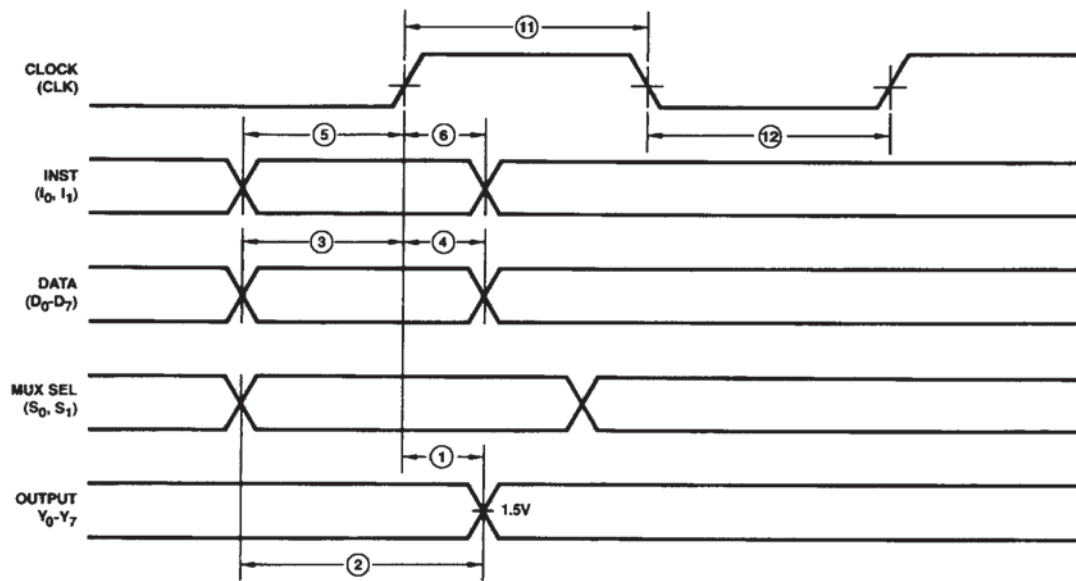 ⑪
CLOCK
(CLK)
⑤
⑥
⑫
INST
(I₀, I₁)
③
④
DATA
(D₀-D₇)
MUX SEL
(S₀, S₁)
①
OUTPUT
Y₀-Y₇
1.5V
②